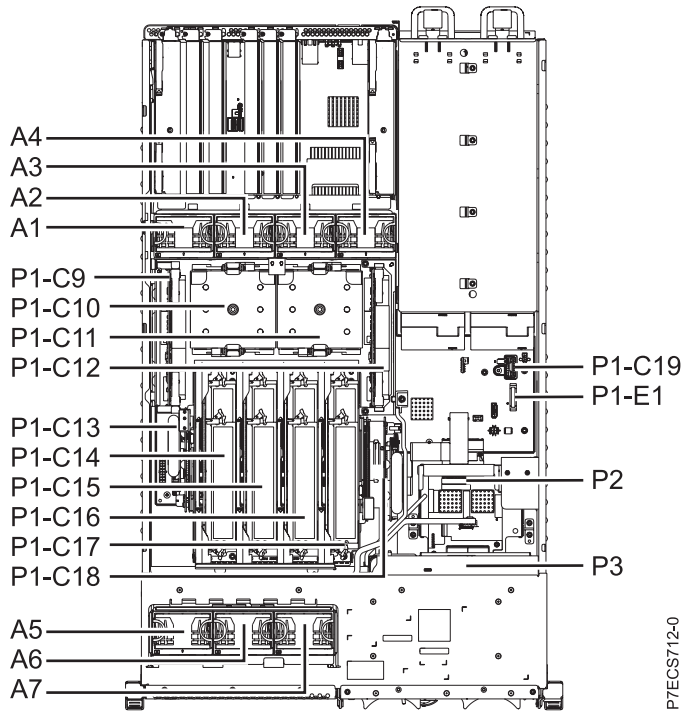 A4
A3
A2
A1
P1-C9
P1-C10
P1-C11
P1-C12
P1-C13
P1-C14
P1-C15
P1-C16
P1-C17
P1-C18
A5
A6
A7
P1-C19
P1-E1
P2
P3
P7ECS712-0